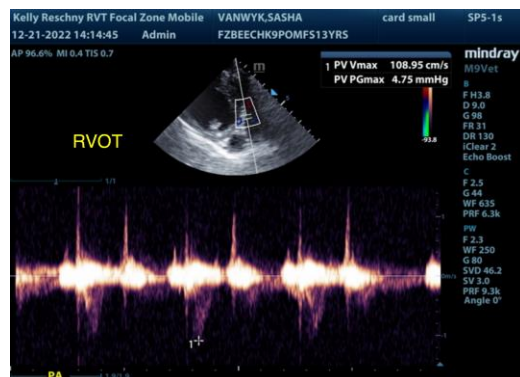 Kelly Reschny RVT Focal Zone Mobile VANWYK,SASHA card small SP5-1s
12-21-2022 14:14:45 Admin FZBEECHK9POMFS13YRS
AP 96.6% MI 0.4 TIS 0.7
mindray
M9Vet
1 PV Vmax 108.95 cm/s
PV PGmax 4.75 mmHg
m
-93.8
RVOT
B
F H3.8
D 9.0
G 98
FR 31
DR 130
iClear 2
Echo Boost
C
F 2.5
G 44
WF 635
PRF 6.3k
PW
F 2.3
WF 250
G 80
SVD 46.2
SV 3.0
PRF 9.3k
Angle 0°
1/1
1
PA